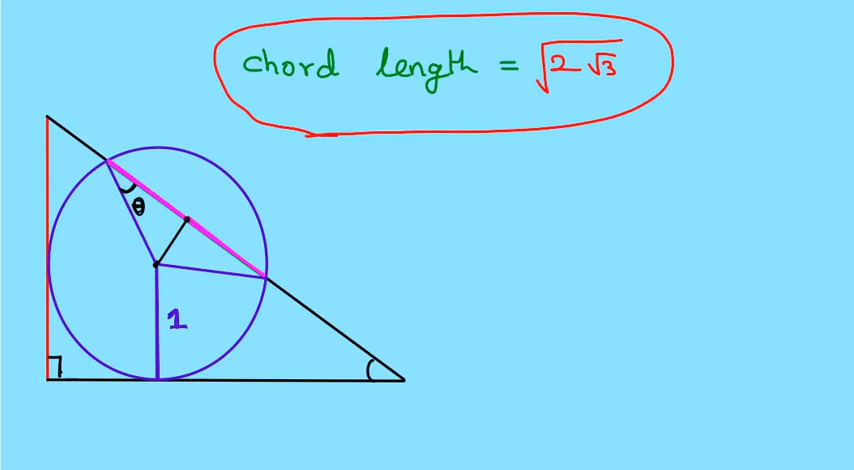 chord length = √2√3
θ
1